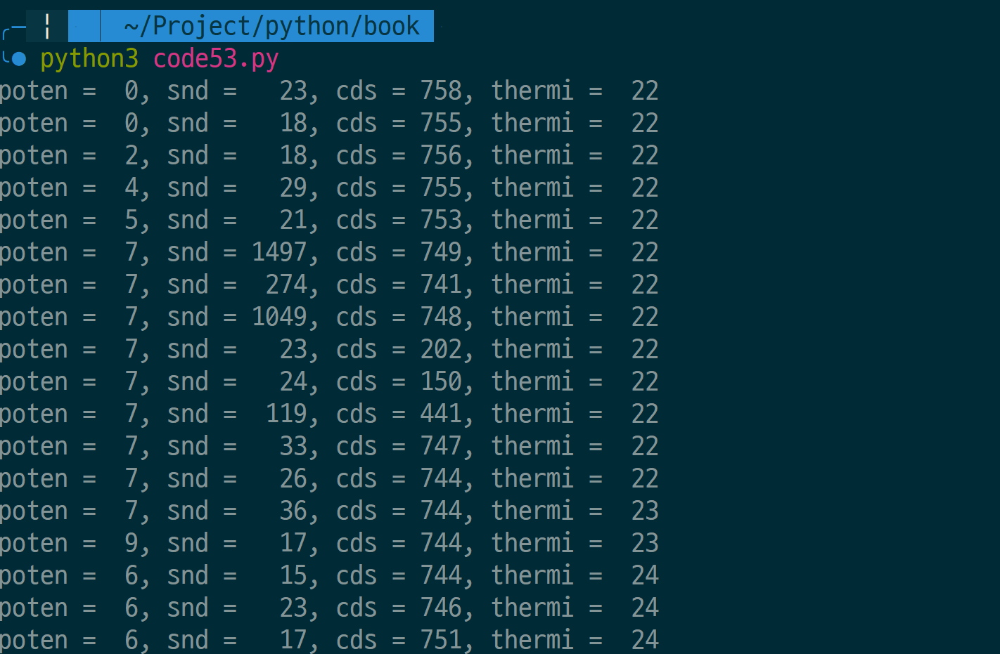 ~/Project/python/book
python3 code53.py
poten =  0, snd =   23, cds = 758, thermi =  22
poten =  0, snd =   18, cds = 755, thermi =  22
poten =  2, snd =   18, cds = 756, thermi =  22
poten =  4, snd =   29, cds = 755, thermi =  22
poten =  5, snd =   21, cds = 753, thermi =  22
poten =  7, snd = 1497, cds = 749, thermi =  22
poten =  7, snd =  274, cds = 741, thermi =  22
poten =  7, snd = 1049, cds = 748, thermi =  22
poten =  7, snd =   23, cds = 202, thermi =  22
poten =  7, snd =   24, cds = 150, thermi =  22
poten =  7, snd =  119, cds = 441, thermi =  22
poten =  7, snd =   33, cds = 747, thermi =  22
poten =  7, snd =   26, cds = 744, thermi =  22
poten =  7, snd =   36, cds = 744, thermi =  23
poten =  9, snd =   17, cds = 744, thermi =  23
poten =  6, snd =   15, cds = 744, thermi =  24
poten =  6, snd =   23, cds = 746, thermi =  24
poten =  6, snd =   17, cds = 751, thermi =  24